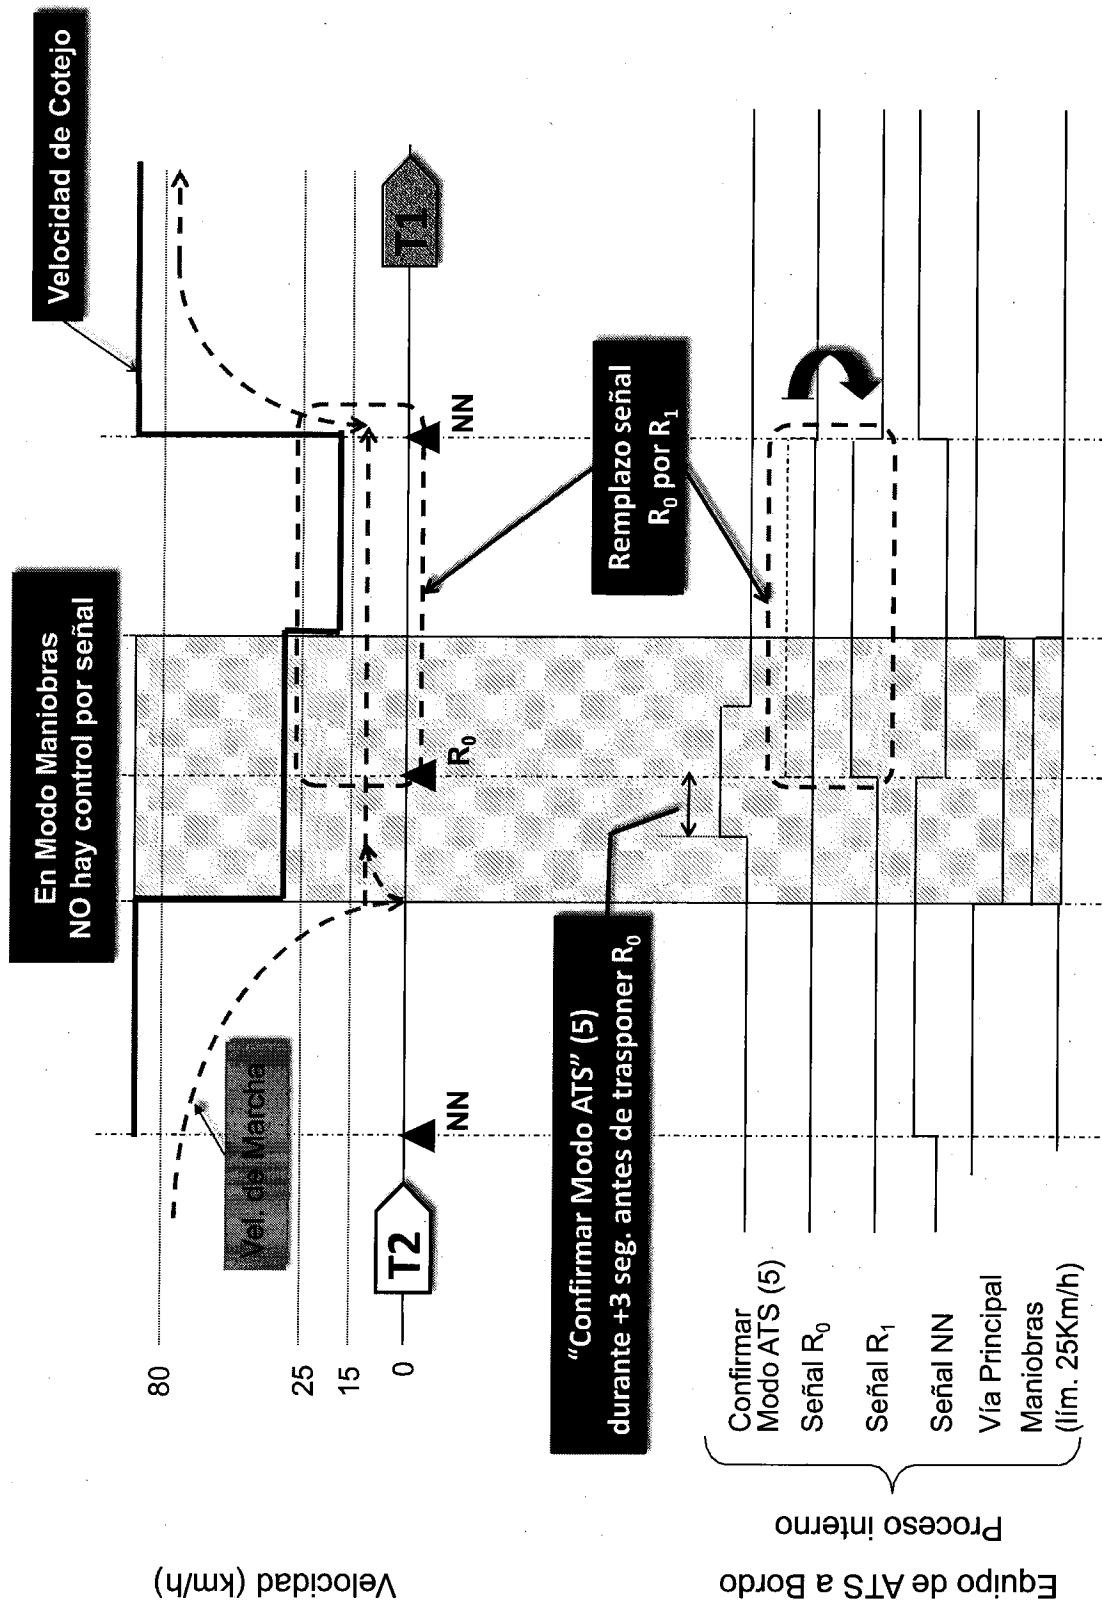 En Modo Maniobras
NO hay control por señal
Velocidad de Cotejo
Vel. de Marcha
80
25
15
0
T2
NN
R₀
NN
T1
"Confirmar Modo ATS" (5)
durante +3 seg. antes de trasponer R₀
Remplazo señal
R₀ por R₁
Confirmar
Modo ATS (5)
Señal R₀
Señal R₁
Señal NN
Vía Principal
Maniobras
(lím. 25Km/h)
Velocidad (km/h)
Equipo de ATS a Bordo
Proceso interno